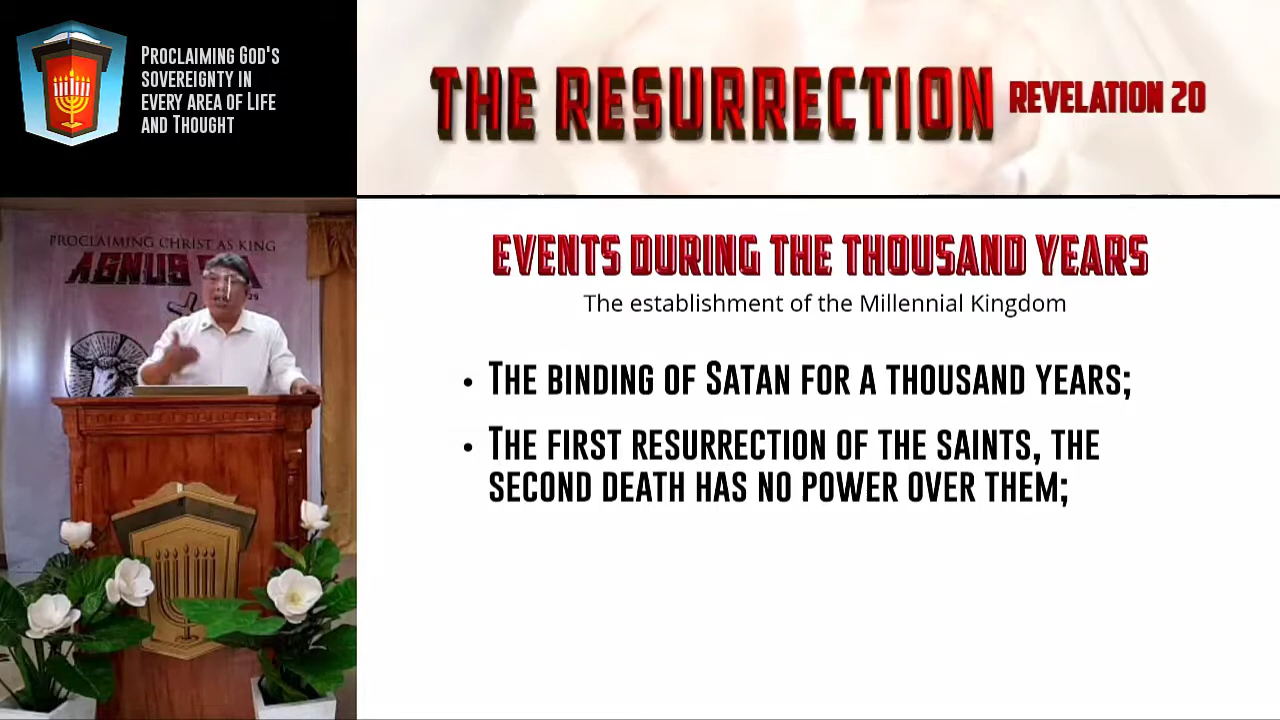 Proclaiming God's
sovereignty in
every area of Life
and Thought
THE RESURRECTION REVELATION 20
PROCLAIMING CHRIST AS KING
AGNUS
EVENTS DURING THE THOUSAND YEARS
The establishment of the Millennial Kingdom
• The binding of Satan for a thousand years;
• The first resurrection of the saints, the
second death has no power over them;